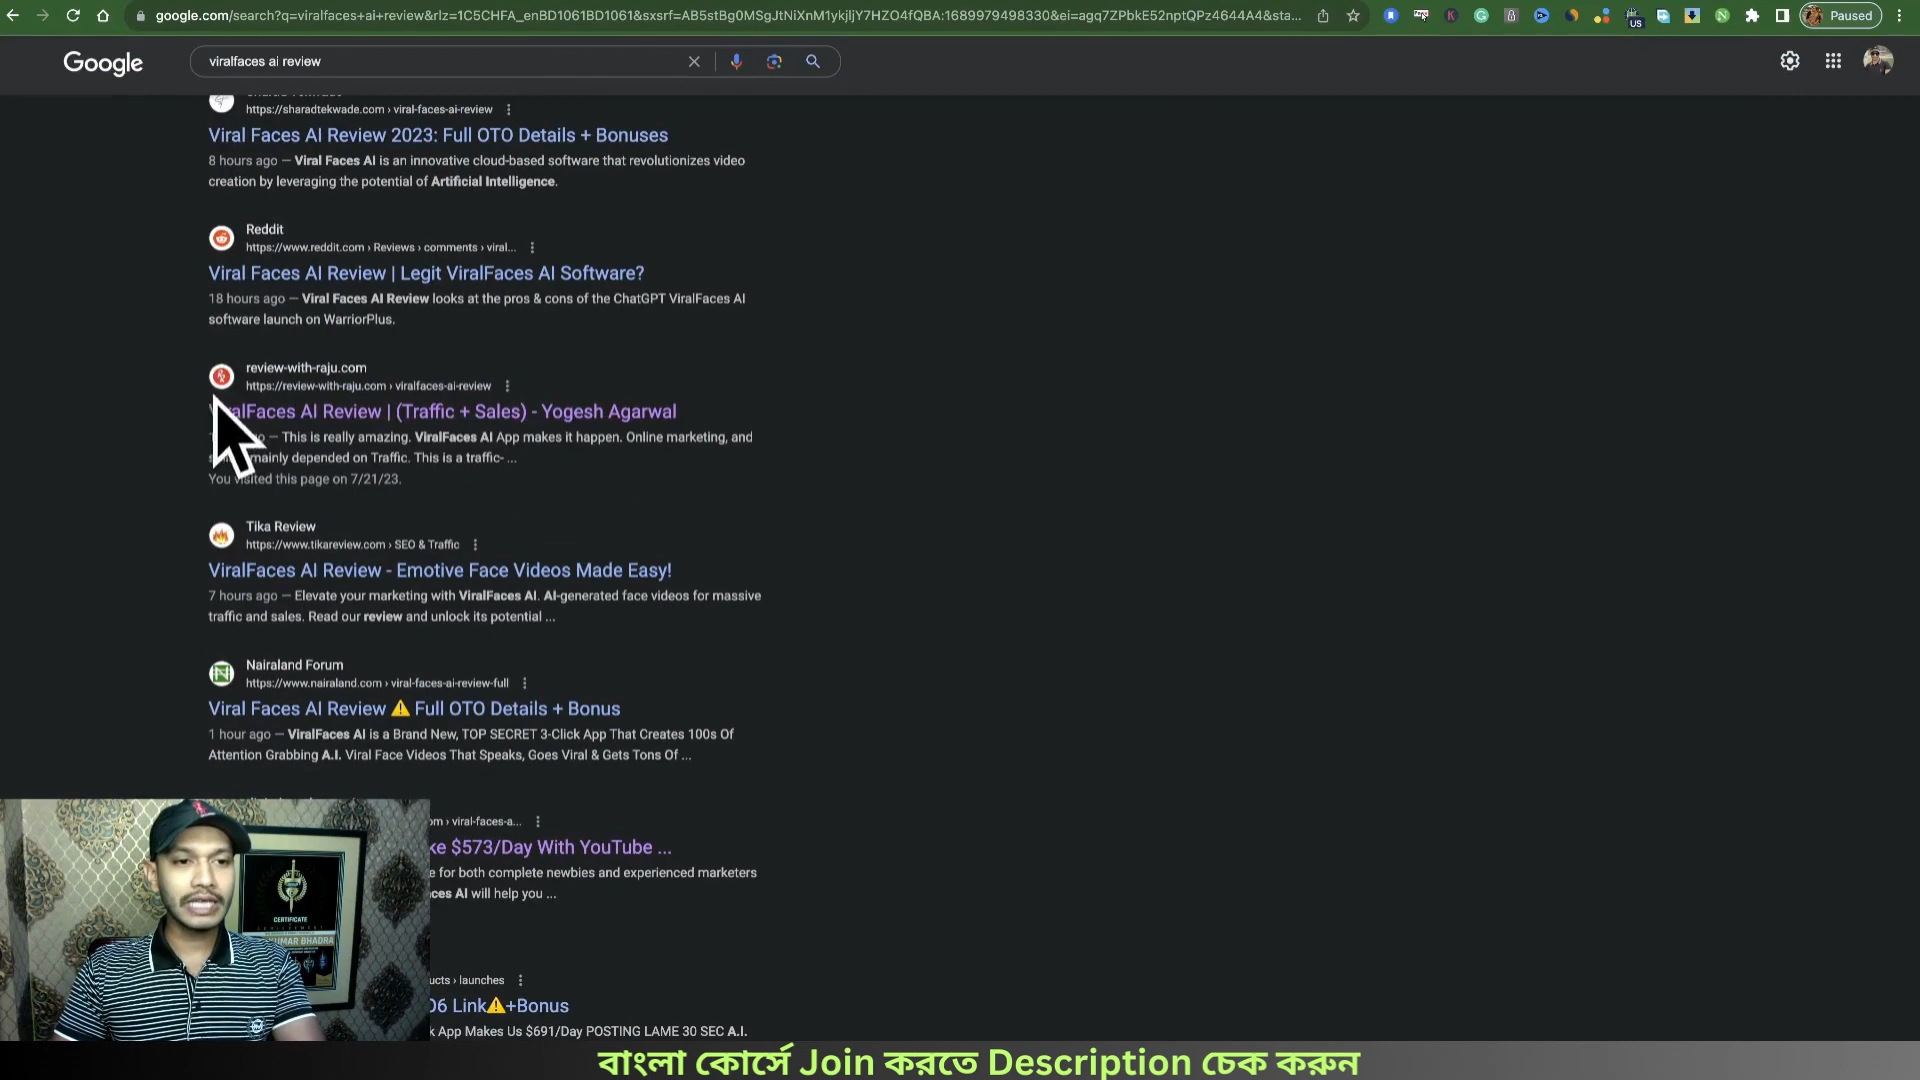 google.com/search?q=viralfaces+ai+review&rlz=1C5CHFA_enBD1061BD1061&sxsrf=AB5stBg0MSgJtNiXnM1ykjljY7HZO4fQBA:1689979498330&ei=agq7ZPbkE52nptQPz4644A4&sta...
Paused
Google
viralfaces ai review
https://sharadtekwade.com › viral-faces-ai-review
Viral Faces AI Review 2023: Full OTO Details + Bonuses
8 hours ago — Viral Faces AI is an innovative cloud-based software that revolutionizes video
creation by leveraging the potential of Artificial Intelligence.
Reddit
https://www.reddit.com › Reviews › comments › viral...
Viral Faces AI Review | Legit ViralFaces AI Software?
18 hours ago — Viral Faces AI Review looks at the pros & cons of the ChatGPT ViralFaces AI
software launch on WarriorPlus.
review-with-raju.com
https://review-with-raju.com › viralfaces-ai-review
ralFaces AI Review | (Traffic + Sales) - Yogesh Agarwal
— This is really amazing. ViralFaces AI App makes it happen. Online marketing, and
mainly depended on Traffic. This is a traffic- ...
You visited this page on 7/21/23.
Tika Review
https://www.tikareview.com › SEO & Traffic
ViralFaces AI Review - Emotive Face Videos Made Easy!
7 hours ago — Elevate your marketing with ViralFaces AI. AI-generated face videos for massive
traffic and sales. Read our review and unlock its potential ...
Nairaland Forum
https://www.nairaland.com › viral-faces-ai-review-full
Viral Faces AI Review ⚠️ Full OTO Details + Bonus
1 hour ago — ViralFaces AI is a Brand New, TOP SECRET 3-Click App That Creates 100s Of
Attention Grabbing A.I. Viral Face Videos That Speaks, Goes Viral & Gets Tons Of ...
om › viral-faces-a...
ke $573/Day With YouTube ...
e for both complete newbies and experienced marketers
ces AI will help you ...
ucts › launches
O6 Link⚠️+Bonus
k App Makes Us $691/Day POSTING LAME 30 SEC A.I.
CERTIFICATE
KUMAR BHADRA
বাংলা কোর্সে Join করতে Description চেক করুন